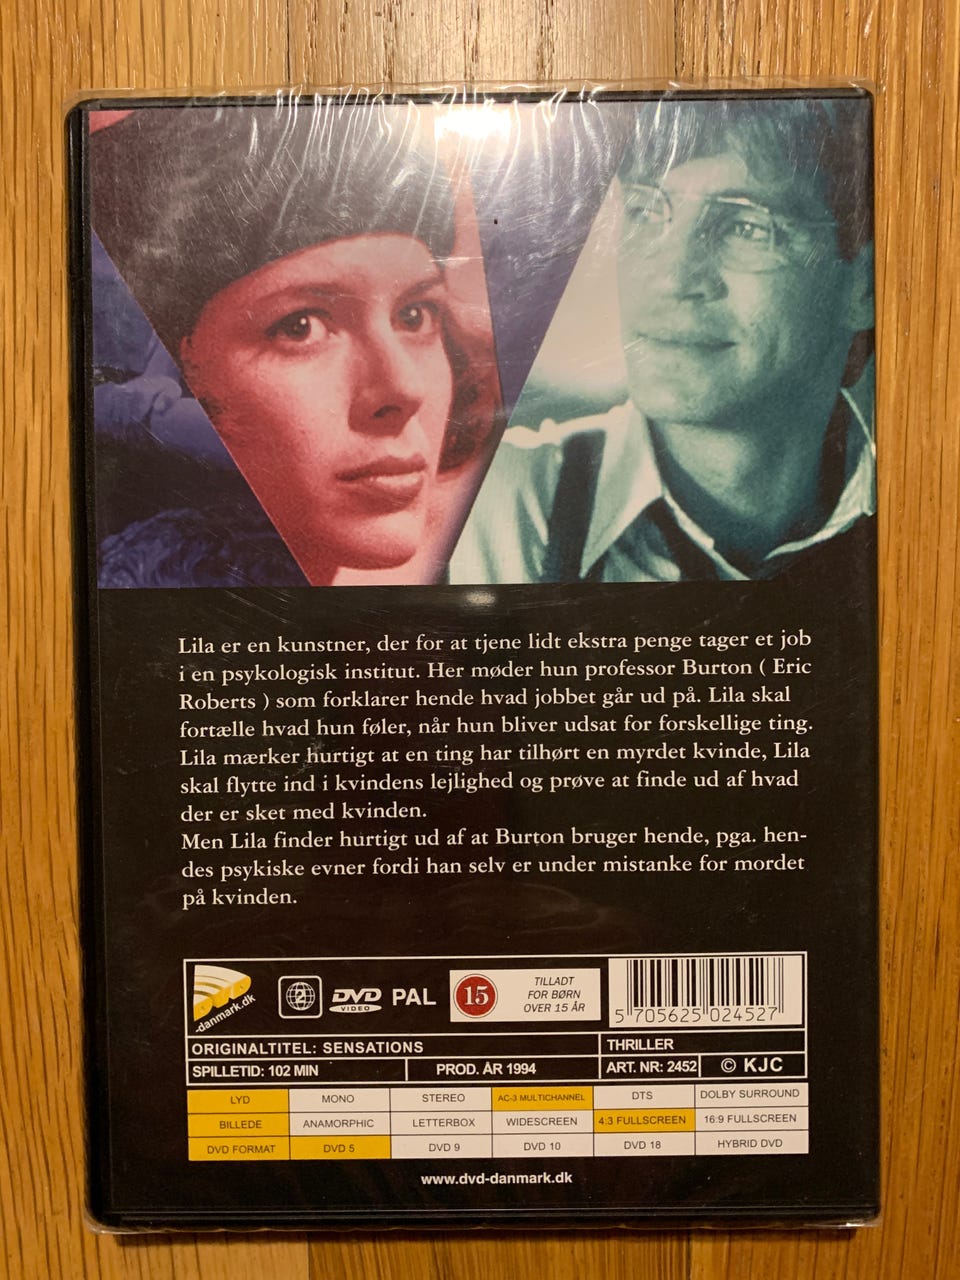 Lila er en kunstner, der for at tjene lidt ekstra penge tager et job
i en psykologisk institut. Her møder hun professor Burton ( Eric
Roberts ) som forklarer hende hvad jobbet går ud på. Lila skal
fortælle hvad hun føler, når hun bliver udsat for forskellige ting.
Lila mærker hurtigt at en ting har tilhørt en myrdet kvinde, Lila
skal flytte ind i kvindens lejlighed og prøve at finde ud af hvad
der er sket med kvinden.
Men Lila finder hurtigt ud af at Burton bruger hende, pga. hen-
des psykiske evner fordi han selv er under mistanke for mordet
på kvinden.
DVD
-danmark.dk
2
DVD
VIDEO
PAL
15
TILLADT
FOR BØRN
OVER 15 ÅR
5 705625 024527
ORIGINALTITEL: SENSATIONS
THRILLER
SPILLETID: 102 MIN
PROD. ÅR 1994
ART. NR: 2452
© KJC
LYD MONO STEREO AC-3 MULTICHANNEL DTS DOLBY SURROUND
BILLEDE ANAMORPHIC LETTERBOX WIDESCREEN 4:3 FULLSCREEN 16:9 FULLSCREEN
DVD FORMAT DVD 5 DVD 9 DVD 10 DVD 18 HYBRID DVD
www.dvd-danmark.dk